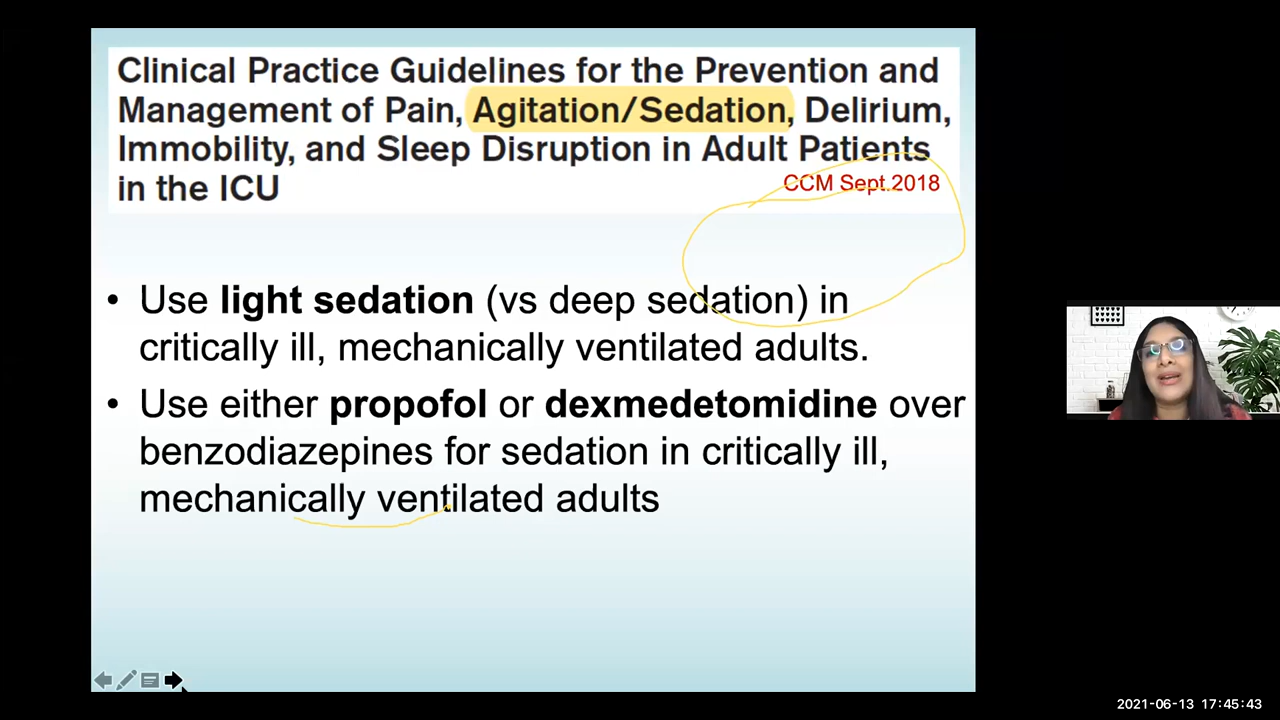 Clinical Practice Guidelines for the Prevention and
Management of Pain, Agitation/Sedation, Delirium,
Immobility, and Sleep Disruption in Adult Patients
in the ICU
CCM Sept.2018
• Use light sedation (vs deep sedation) in
critically ill, mechanically ventilated adults.
• Use either propofol or dexmedetomidine over
benzodiazepines for sedation in critically ill,
mechanically ventilated adults
2021-06-13 17:45:43